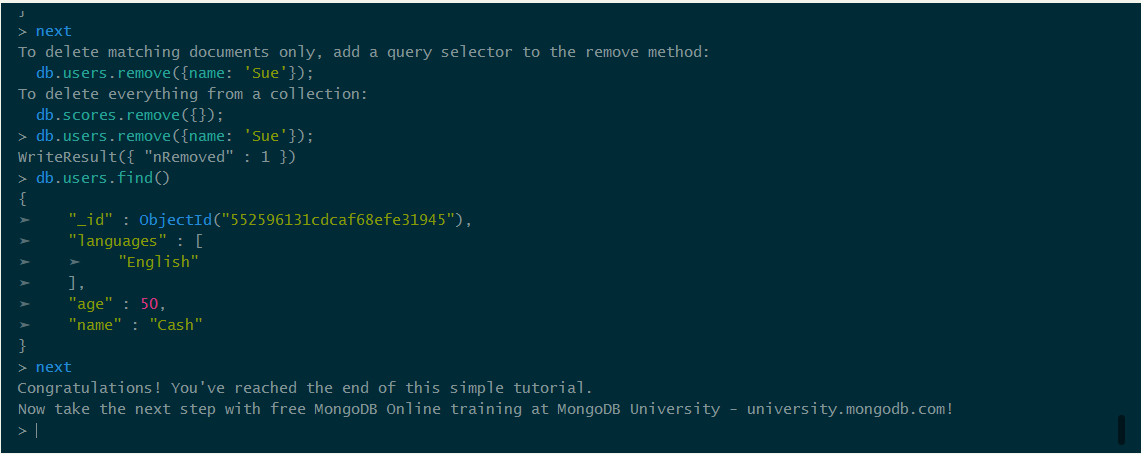 > next
To delete matching documents only, add a query selector to the remove method:
db.users.remove({name: 'Sue'});
To delete everything from a collection:
db.scores.remove({});
> db.users.remove({name: 'Sue'});
WriteResult({ "nRemoved" : 1 })
> db.users.find()
{
➤ "_id" : ObjectId("552596131cdcaf68efe31945"),
➤ "languages" : [
➤ ➤ "English"
➤ ],
➤ "age" : 50,
➤ "name" : "Cash"
}
> next
Congratulations! You've reached the end of this simple tutorial.
Now take the next step with free MongoDB Online training at MongoDB University - university.mongodb.com!
>